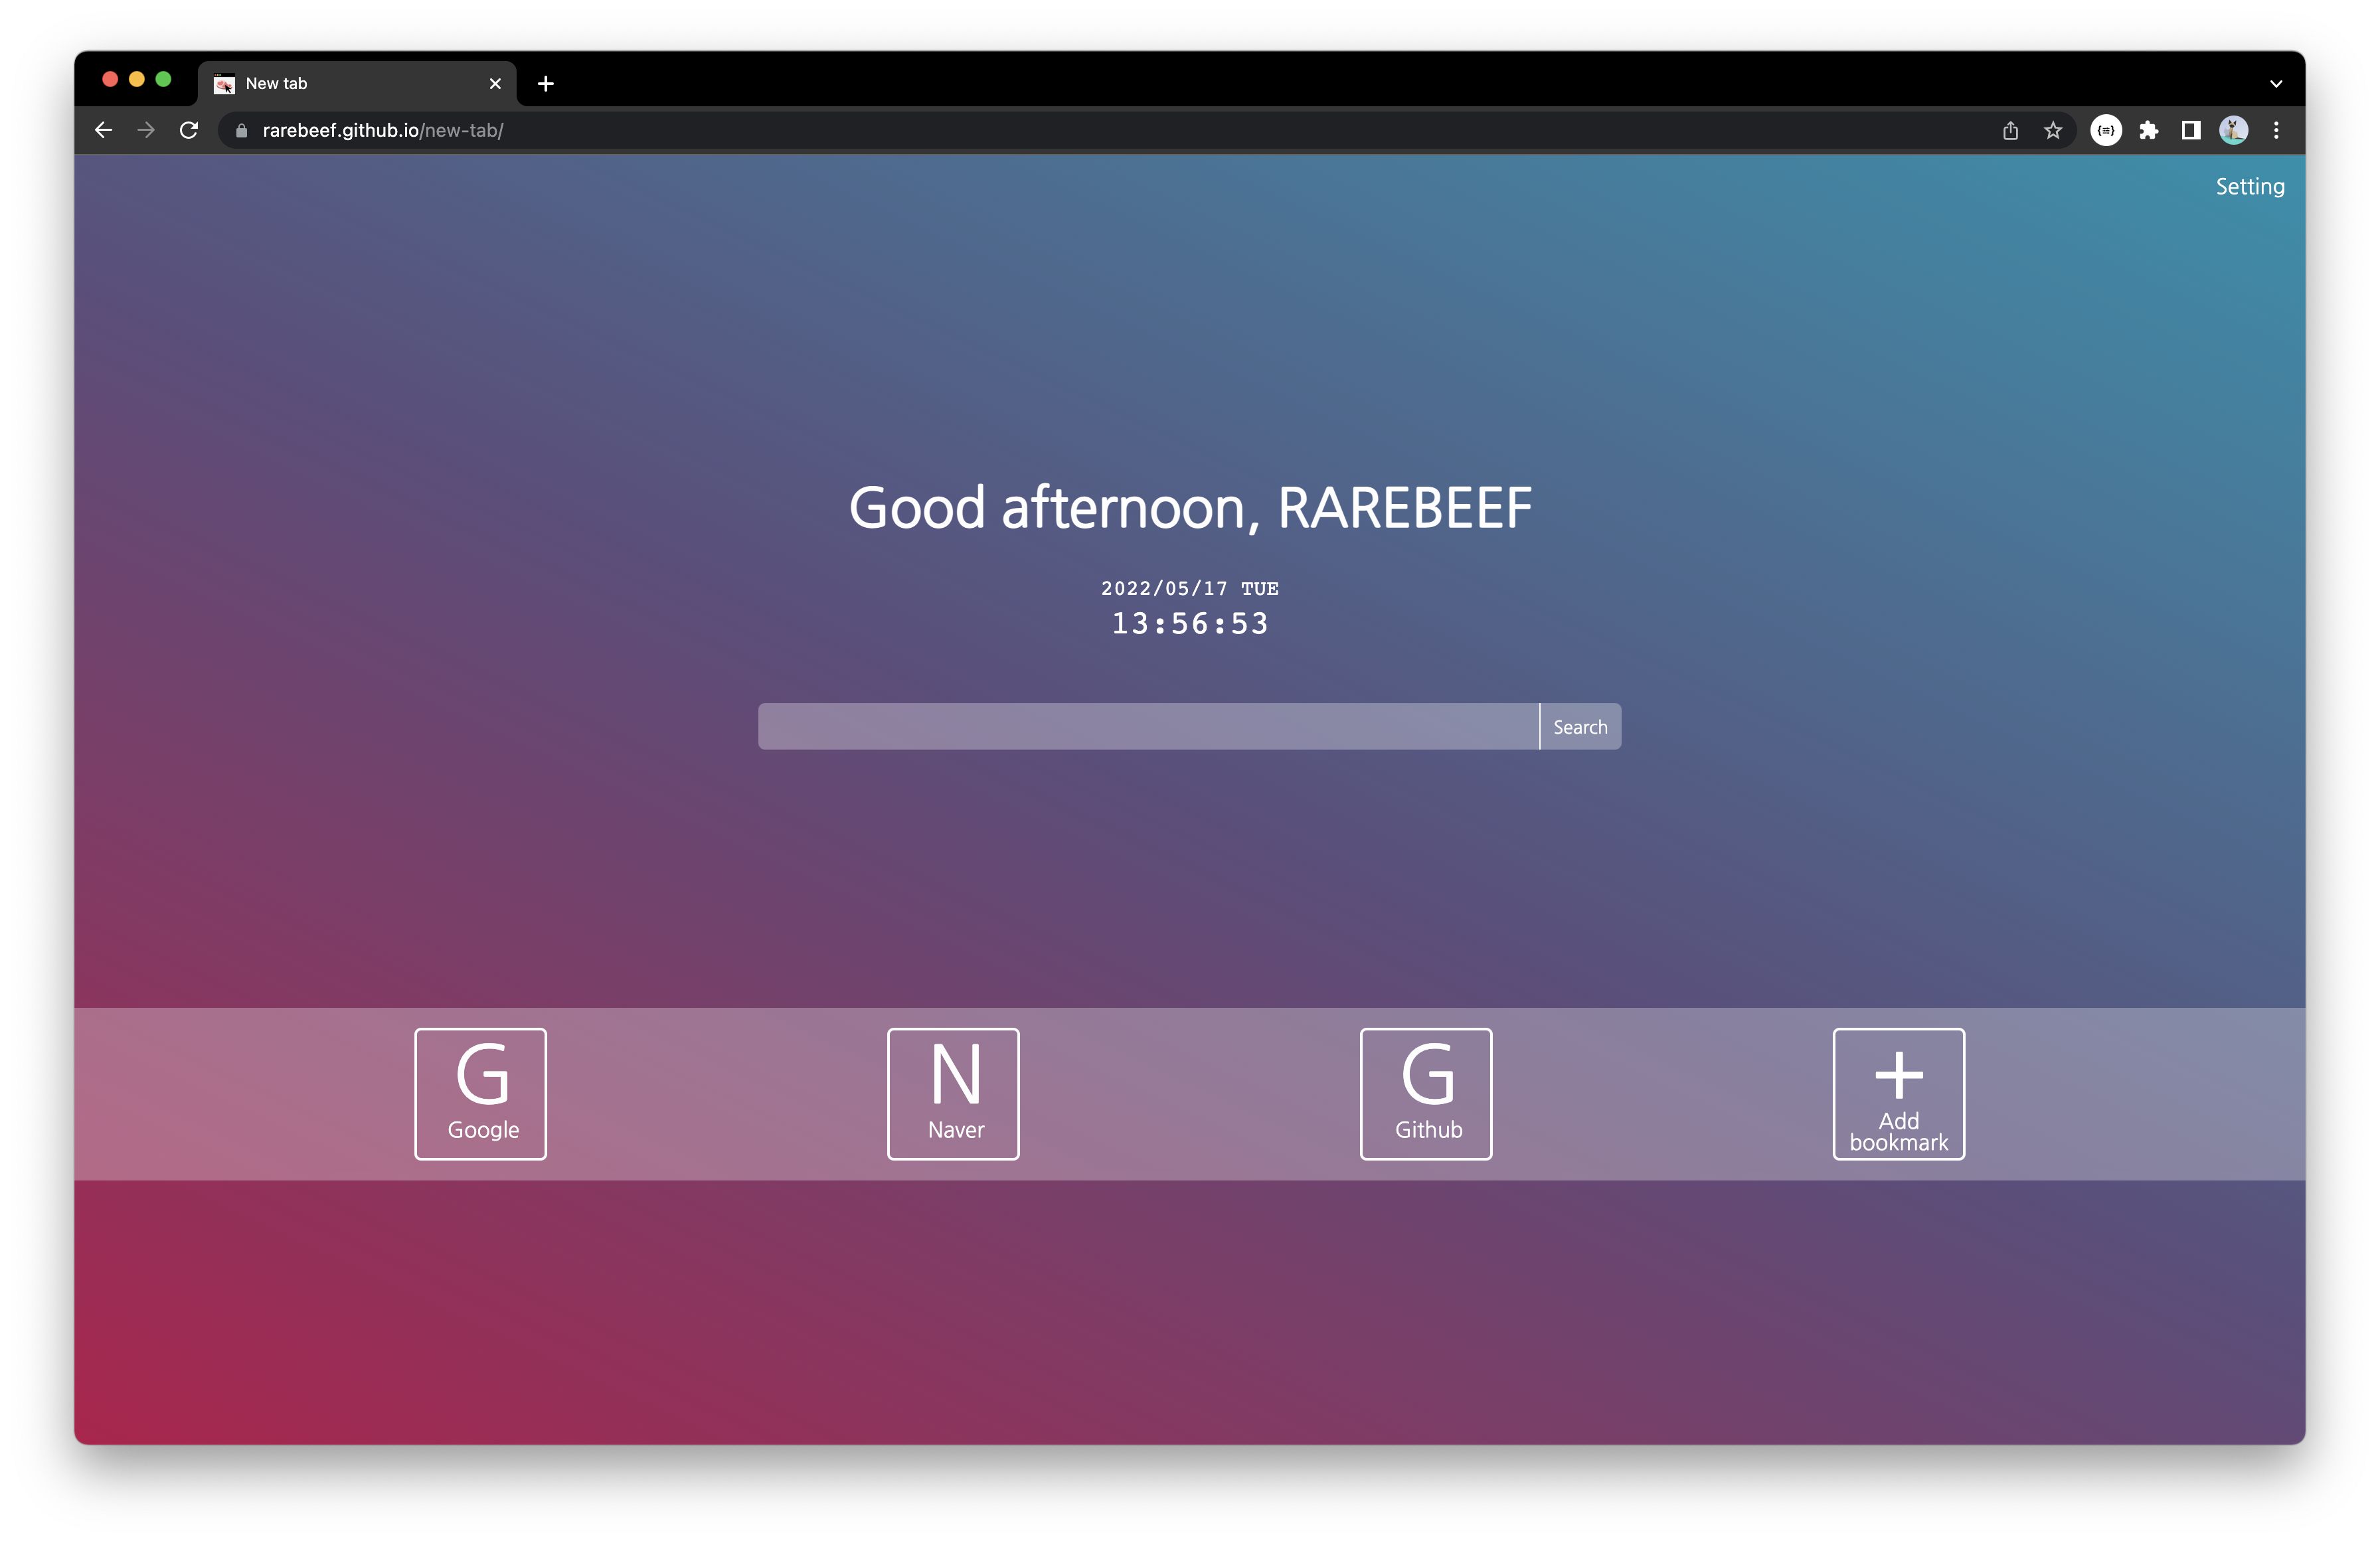 New tab
rarebeef.github.io/new-tab/
Setting
Good afternoon, RAREBEEF
2022/05/17 TUE
13:56:53
Search
G
Google
N
Naver
G
Github
+
Add
bookmark